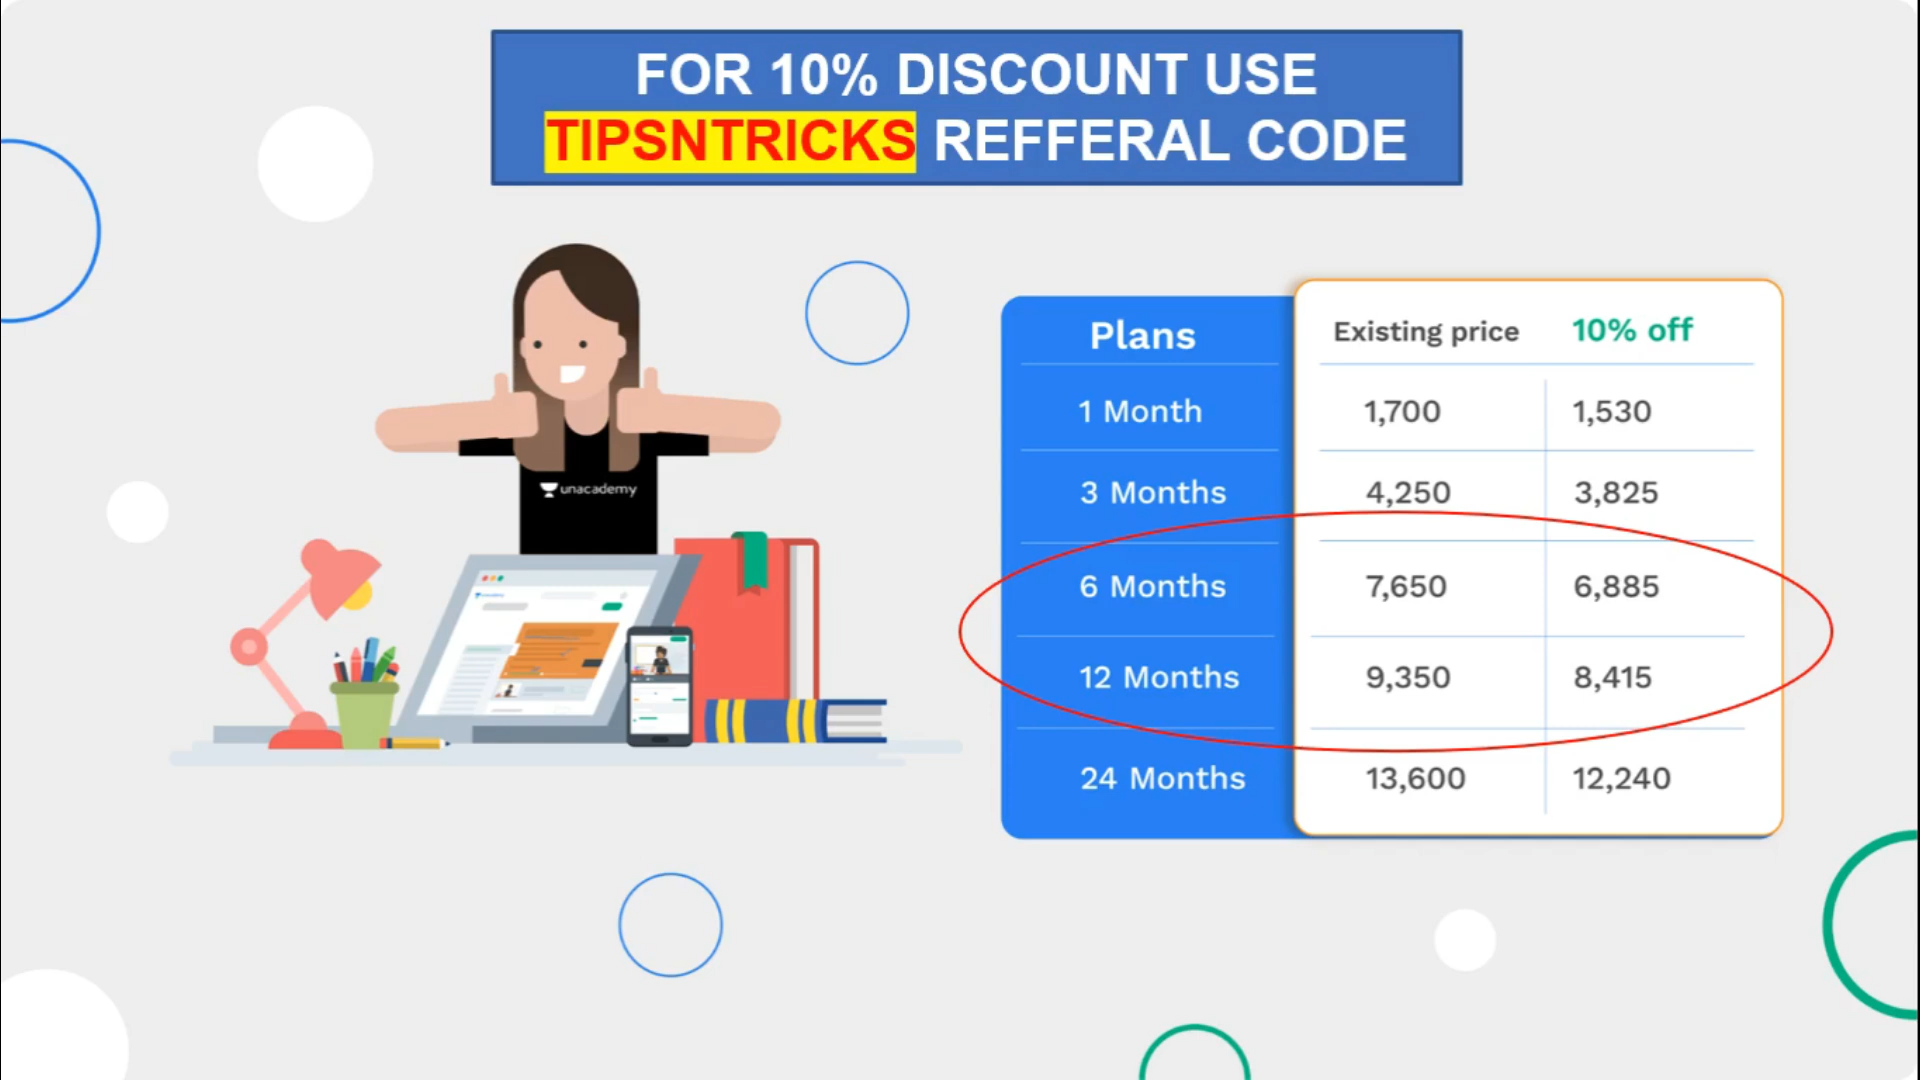 FOR 10% DISCOUNT USE
TIPSNTRICKS REFFERAL CODE
unacademy
Plans Existing price 10% off
1 Month 1,700 1,530
3 Months 4,250 3,825
6 Months 7,650 6,885
12 Months 9,350 8,415
24 Months 13,600 12,240